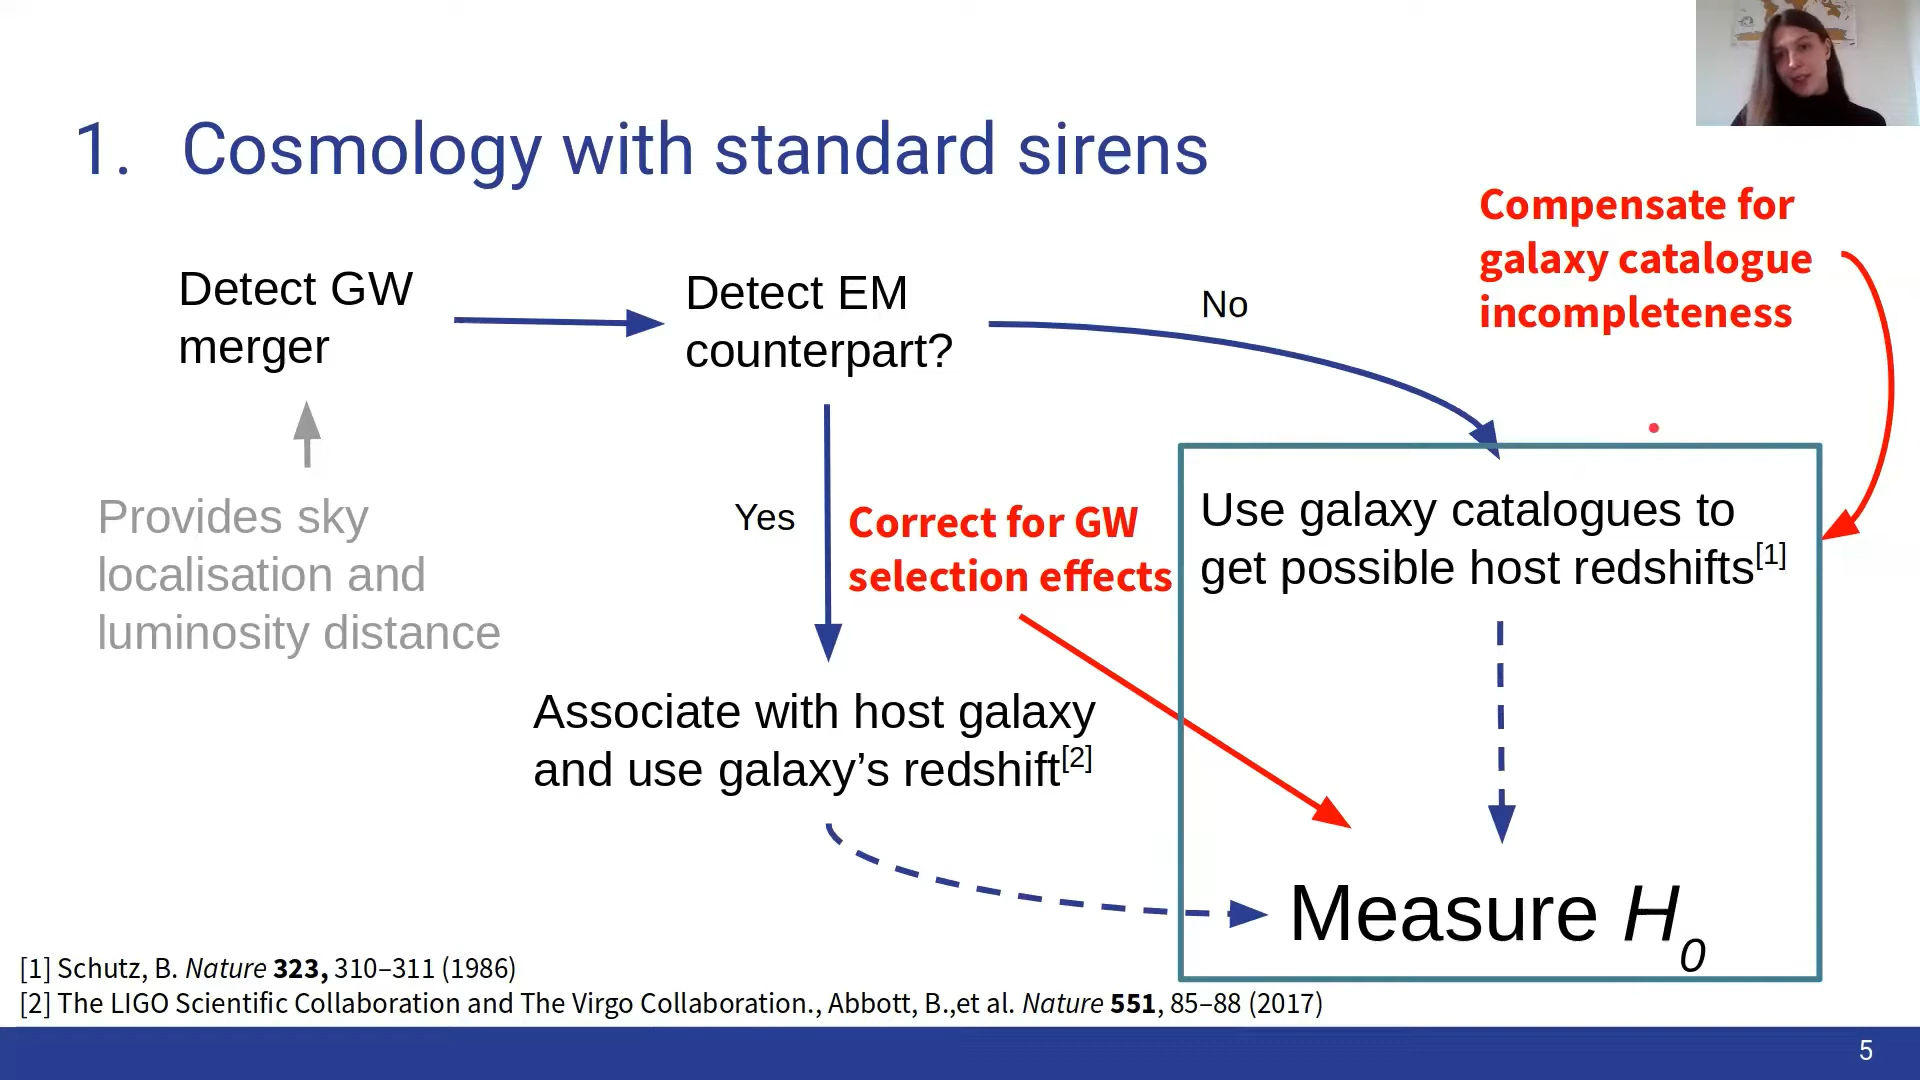 1. Cosmology with standard sirens
Compensate for
galaxy catalogue
incompleteness
Detect GW
merger
Detect EM
counterpart?
No
Provides sky
localisation and
luminosity distance
Yes
Correct for GW
selection effects
Use galaxy catalogues to
get possible host redshifts[1]
Associate with host galaxy
and use galaxy’s redshift[2]
Measure H0
[1] Schutz, B. Nature 323, 310–311 (1986)
[2] The LIGO Scientific Collaboration and The Virgo Collaboration., Abbott, B.,et al. Nature 551, 85–88 (2017)
5